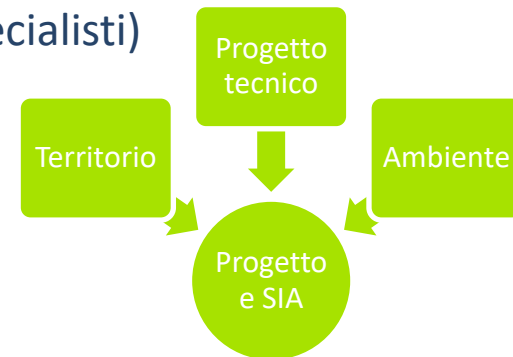 ecialisti)
Progetto
tecnico
Territorio
Ambiente
Progetto
e SIA